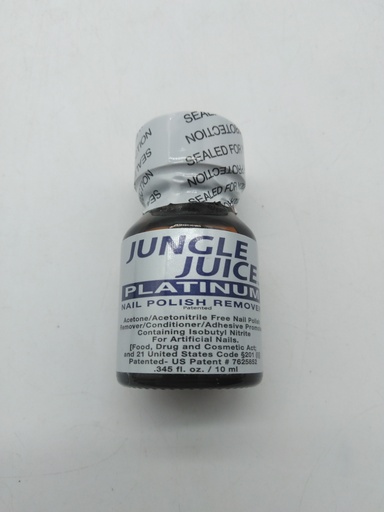 SEALED FOR
PROTECTION
SEALED FOR
JUNGLE
JUICE
PLATINUM
NAIL POLISH REMOVER
Patented
Acetone/Acetonitrile Free Nail Polish
Remover/Conditioner/Adhesive
Containing Isobutyl Nitrite
For Artificial Nails.
[Food, Drug and Cosmetic Act
and 21 United States Code §201
Patented- US Patent # 7625852
.345 fl. oz. / 10 ml